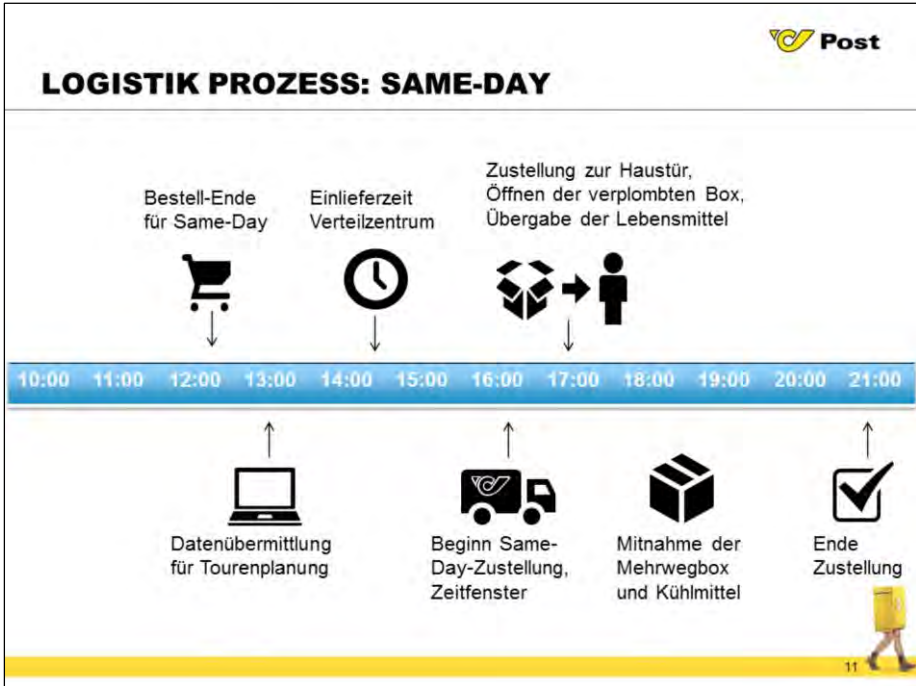 Post
LOGISTIK PROZESS: SAME-DAY
Bestell-Ende
für Same-Day
Einlieferzeit
Verteilzentrum
Zustellung zur Haustür,
Öffnen der verplombten Box,
Übergabe der Lebensmittel
10:00 11:00 12:00 13:00 14:00 15:00 16:00 17:00 18:00 19:00 20:00 21:00
Datenübermittlung
für Tourenplanung
Beginn Same-
Day-Zustellung,
Zeitfenster
Mitnahme der
Mehrwegbox
und Kühlmittel
Ende
Zustellung
11